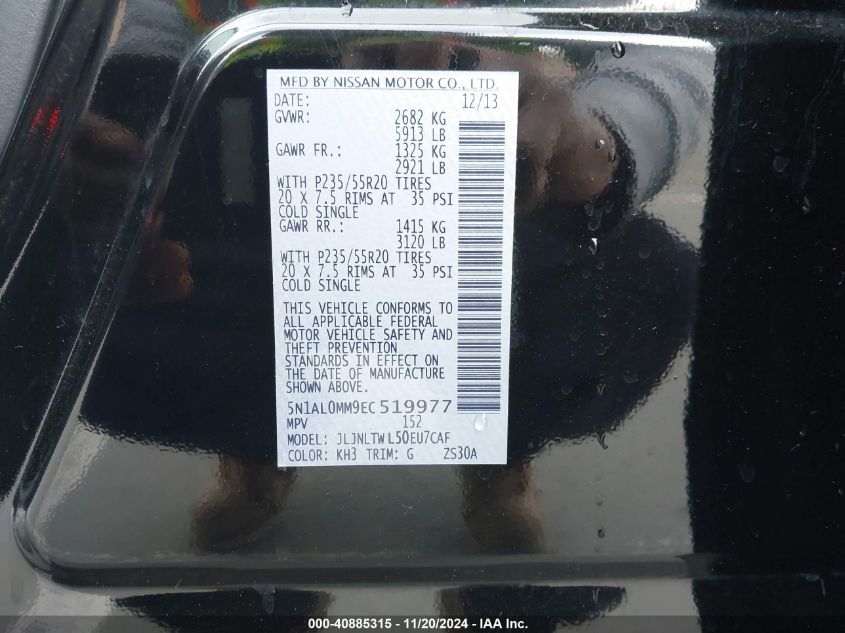 MFD BY NISSAN MOTOR CO., LTD.
DATE: 12/13
GVWR: 2682 KG
5913 LB
GAWR FR.: 1325 KG
2921 LB
WITH P235/55R20 TIRES
20 X 7.5 RIMS AT 35 PSI
COLD SINGLE
GAWR RR.: 1415 KG
3120 LB
WITH P235/55R20 TIRES
20 X 7.5 RIMS AT 35 PSI
COLD SINGLE
THIS VEHICLE CONFORMS TO
ALL APPLICABLE FEDERAL
MOTOR VEHICLE SAFETY AND
THEFT PREVENTION
STANDARDS IN EFFECT ON
THE DATE OF MANUFACTURE
SHOWN ABOVE.
5N1AL0MM9EC519977
MPV 152
MODEL: JLJNLTWL50EU7CAF
COLOR: KH3 TRIM: G ZS30A
000-40885315 - 11/20/2024 - IAA Inc.